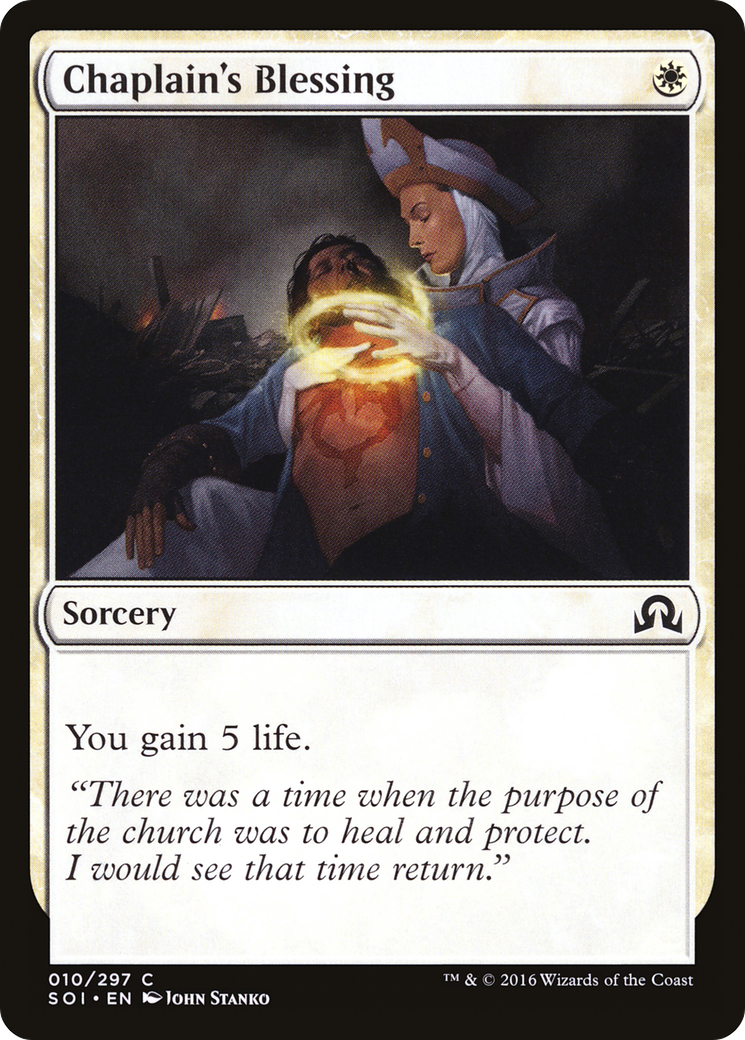 Chaplain's Blessing
Sorcery
You gain 5 life.
“There was a time when the purpose of
the church was to heal and protect.
I would see that time return.”
010/297 C
SOI • EN John Stanko
™ & © 2016 Wizards of the Coast